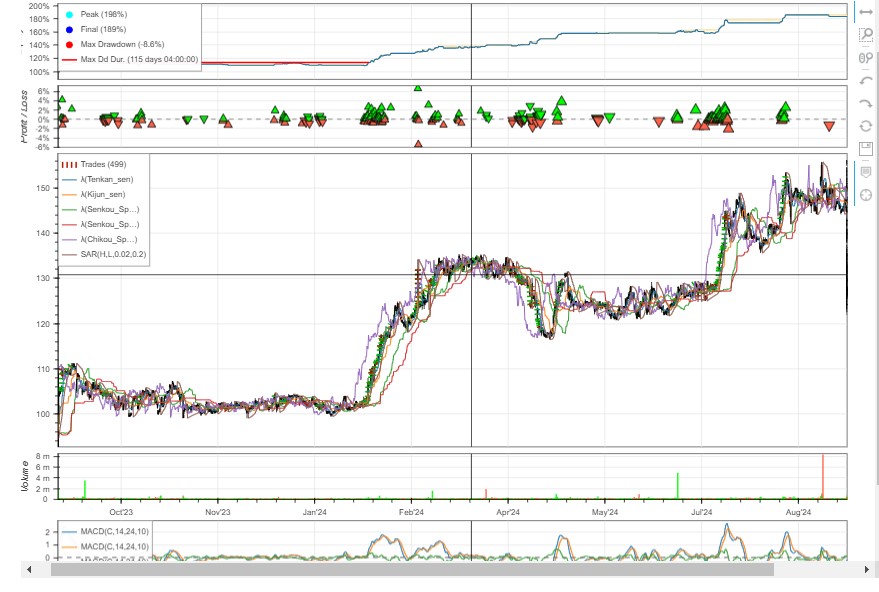 200%
180%
160%
140%
120%
100%
Peak (198%)
Final (189%)
Max Drawdown (-8.6%)
Max Dd Dur. (115 days 04:00:00)
Profit / Loss
6%
4%
2%
0%
-2%
-4%
-6%
Trades (499)
λ(Tenkan_sen)
λ(Kijun_sen)
λ(Senkou_Sp…)
λ(Senkou_Sp…)
λ(Chikou_Sp…)
SAR(H,L,0.02,0.2)
150
140
130
120
110
100
Volume
8 m
6 m
4 m
2 m
0
Oct'23
Nov'23
Jan'24
Feb'24
Apr'24
May'24
Jul'24
Aug'24
2
1
0
MACD(C,14,24,10)
MACD(C,14,24,10)